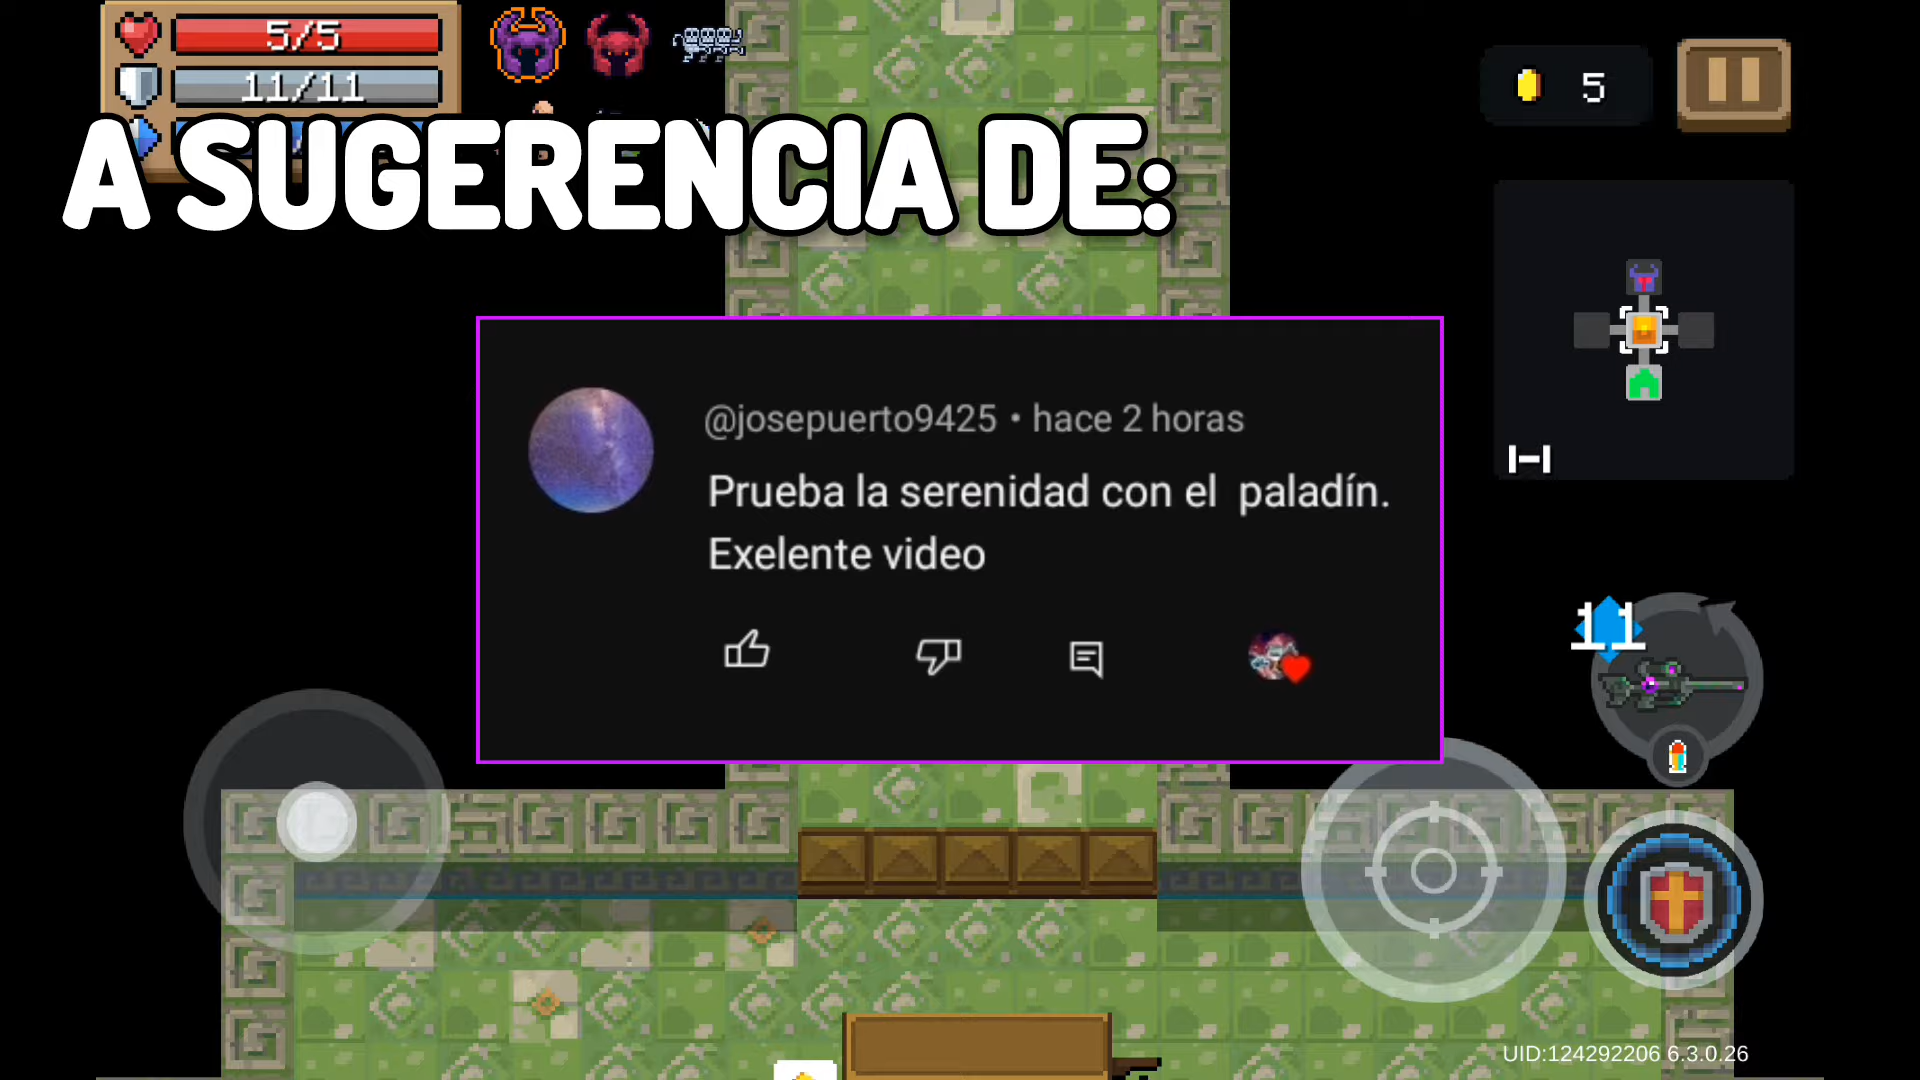 5/5
11/11
5
A SUGERENCIA DE:
@josepuerto9425 • hace 2 horas
Prueba la serenidad con el paladín.
Exelente video
11
UID:124292206 6.3.0.26